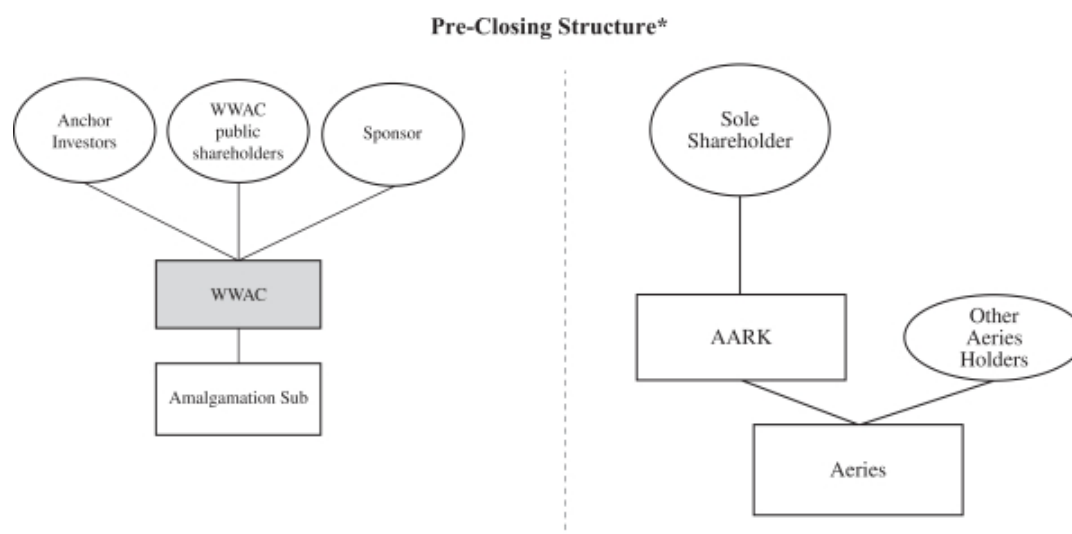 Pre-Closing Structure*
Anchor
Investors
WWAC
public
shareholders
Sponsor
WWAC
Amalgamation Sub
Sole
Shareholder
AARK
Other
Aeries
Holders
Aeries